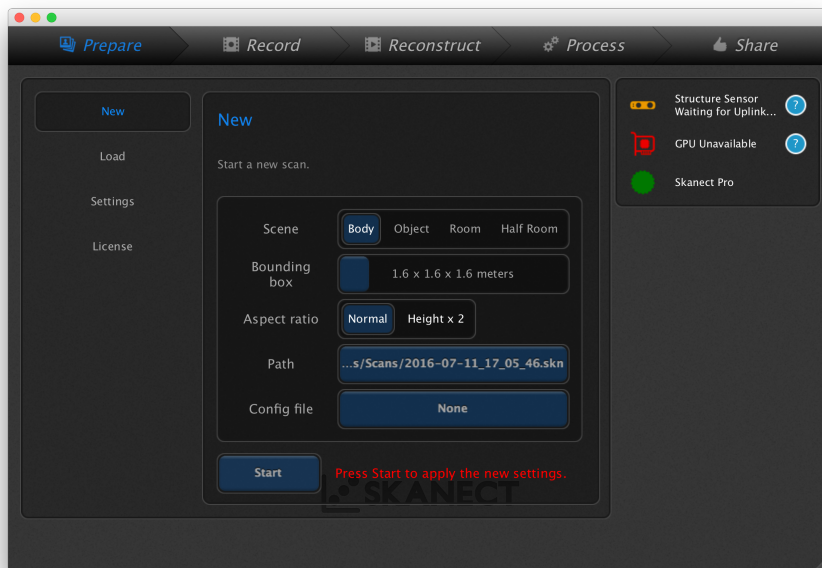 Prepare
Record
Reconstruct
Process
Share
New
Load
Settings
License
New
Start a new scan.
Scene
Body
Object
Room
Half Room
Bounding
box
1.6 x 1.6 x 1.6 meters
Aspect ratio
Normal
Height x 2
Path
...s/Scans/2016-07-11_17_05_46.skn
Config file
None
Start
Press Start to apply the new settings.
SKANECT
Structure Sensor
Waiting for Uplink...
?
GPU Unavailable
?
Skanect Pro